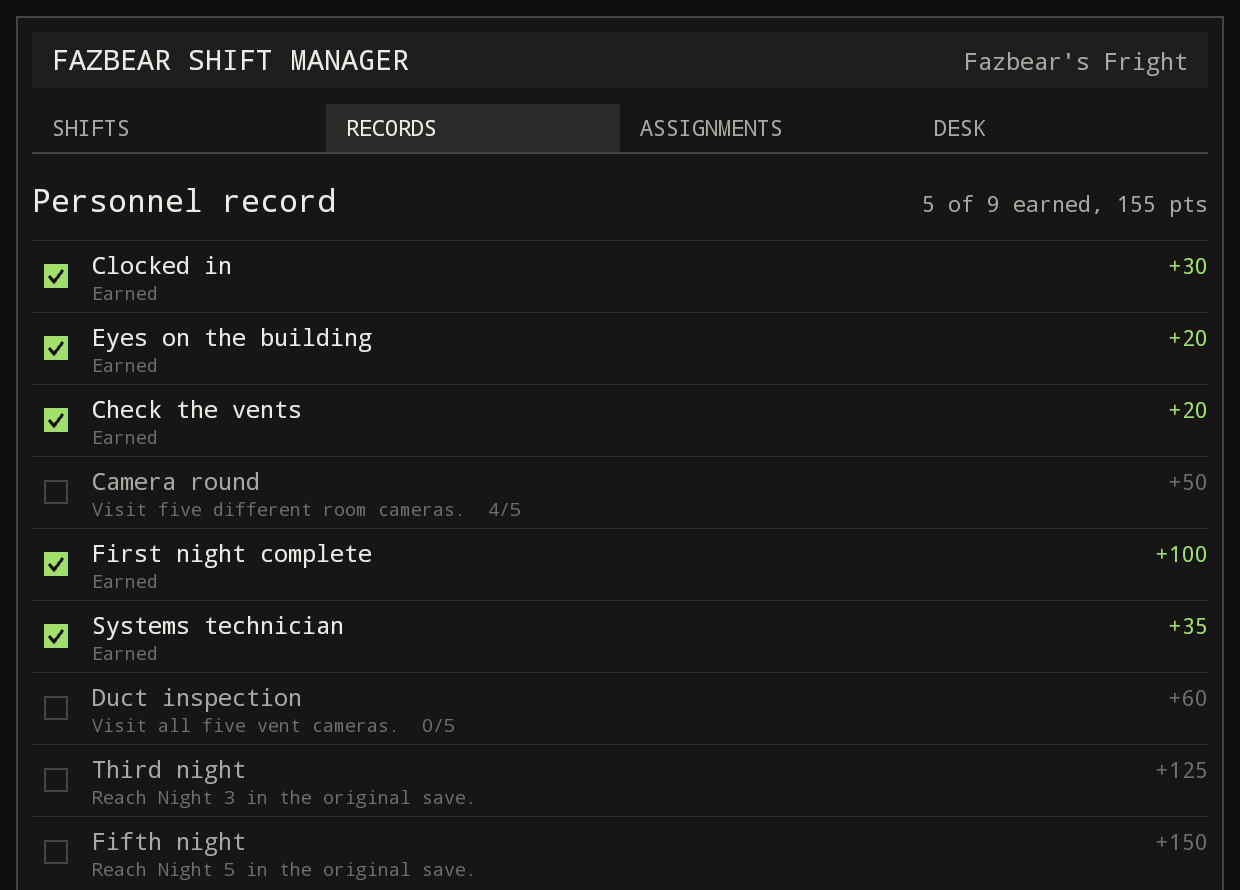 FAZBEAR SHIFT MANAGER
Fazbear's Fright
SHIFTS
RECORDS
ASSIGNMENTS
DESK
Personnel record
5 of 9 earned, 155 pts
Clocked in
+30
Earned
Eyes on the building
+20
Earned
Check the vents
+20
Earned
Camera round
+50
Visit five different room cameras. 4/5
First night complete
+100
Earned
Systems technician
+35
Earned
Duct inspection
+60
Visit all five vent cameras. 0/5
Third night
+125
Reach Night 3 in the original save.
Fifth night
+150
Reach Night 5 in the original save.